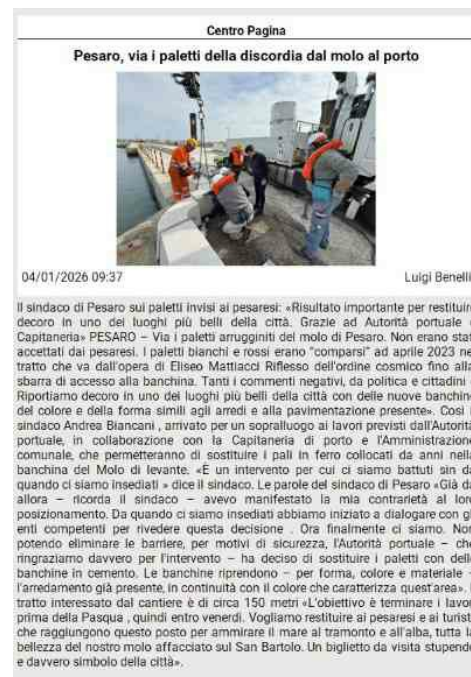 Centro Pagina
Pesaro, via i paletti della discordia dal molo al porto
04/01/2026 09:37
Luigi Benelli
Il sindaco di Pesaro sui paletti invisi ai pesaresi: «Risultato importante per restituire
decoro in uno dei luoghi più belli della città. Grazie ad Autorità portuale
Capitaneria» PESARO – Via i paletti arrugginiti del molo di Pesaro. Non erano stati
accettati dai pesaresi. I paletti bianchi e rossi erano "comparsi" ad aprile 2023 nel
tratto che va dall'opera di Eliseo Mattiacci Riflesso dell'ordine cosmico fino alla
sbarra di accesso alla banchina. Tanti i commenti negativi, da politica e cittadini
Riportiamo decoro in uno dei luoghi più belli della città con delle nuove banchine
del colore e della forma simili agli arredi e alla pavimentazione presente». Così
sindaco Andrea Biancani , arrivato per un sopralluogo ai lavori previsti dall'Autorità
portuale, in collaborazione con la Capitaneria di porto e l'Amministrazione
comunale, che permetteranno di sostituire i pali in ferro collocati da anni nella
banchina del Molo di levante. «È un intervento per cui ci siamo battuti sin da
quando ci siamo insediati » dice il sindaco. Le parole del sindaco di Pesaro «Già da
allora – ricorda il sindaco – avevo manifestato la mia contrarietà al loro
posizionamento. Da quando ci siamo insediati abbiamo iniziato a dialogare con gli
enti competenti per rivedere questa decisione . Ora finalmente ci siamo. Non
potendo eliminare le barriere, per motivi di sicurezza, l'Autorità portuale – che
ringraziamo davvero per l'intervento – ha deciso di sostituire i paletti con delle
banchine in cemento. Le banchine riprendono – per forma, colore e materiale –
l'arredamento già presente, in continuità con il colore che caratterizza quest'area».
tratto interessato dal cantiere è di circa 150 metri «L'obiettivo è terminare i lavori
prima della Pasqua , quindi entro venerdì. Vogliamo restituire ai pesaresi e ai turisti
che raggiungono questo posto per ammirare il mare al tramonto e all'alba, tutta la
bellezza del nostro molo affacciato sul San Bartolo. Un biglietto da visita stupendo
e davvero simbolo della città».